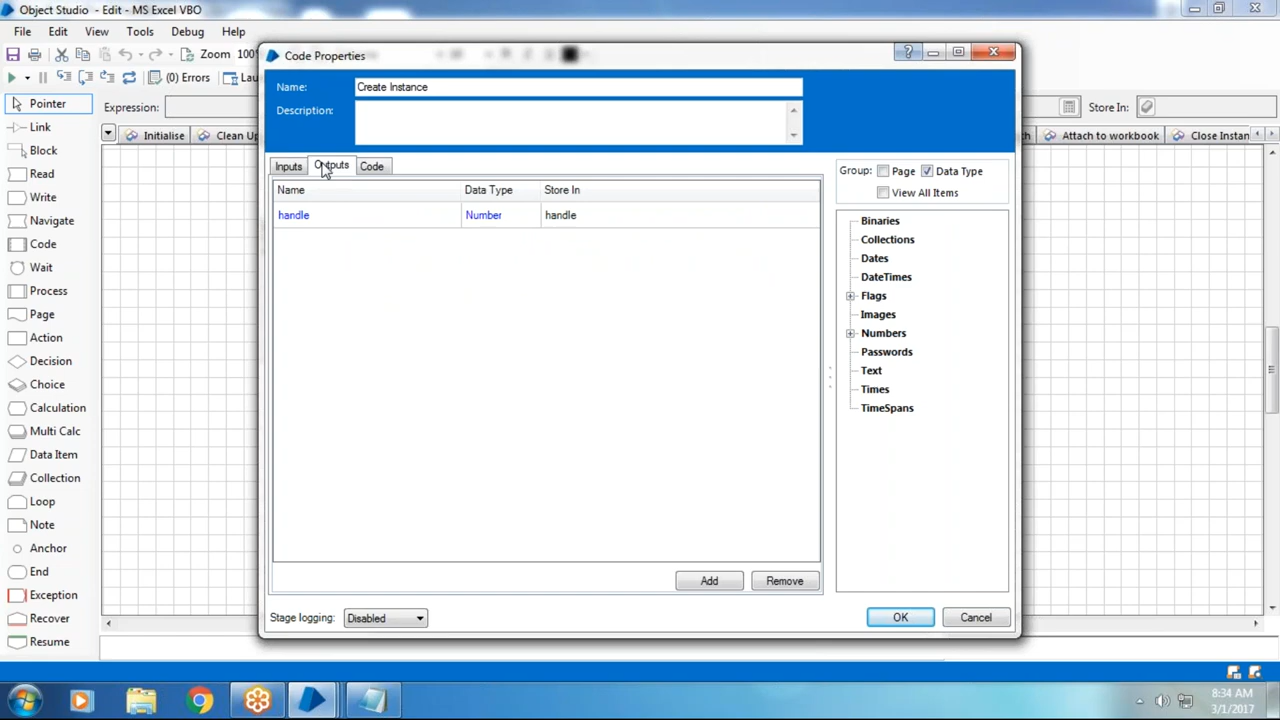 Object Studio - Edit - MS Excel VBO
File Edit View Tools Debug Help
Zoom 100
(0) Errors Lau
Expression: Store In:
Initialise Clean Up ch Attach to workbook Close Instan
Pointer
Link
Block
Read
Write
Navigate
Code
Wait
Process
Page
Action
Decision
Choice
Calculation
Multi Calc
Data Item
Collection
Loop
Note
Anchor
End
Exception
Recover
Resume
Code Properties
Name: Create Instance
Description:
Inputs Outputs Code
Name Data Type Store In
handle Number handle
Add Remove
Group: Page Data Type
View All Items
Binaries
Collections
Dates
DateTimes
Flags
Images
Numbers
Passwords
Text
Times
TimeSpans
Stage logging: Disabled
OK Cancel
8:34 AM
3/1/2017